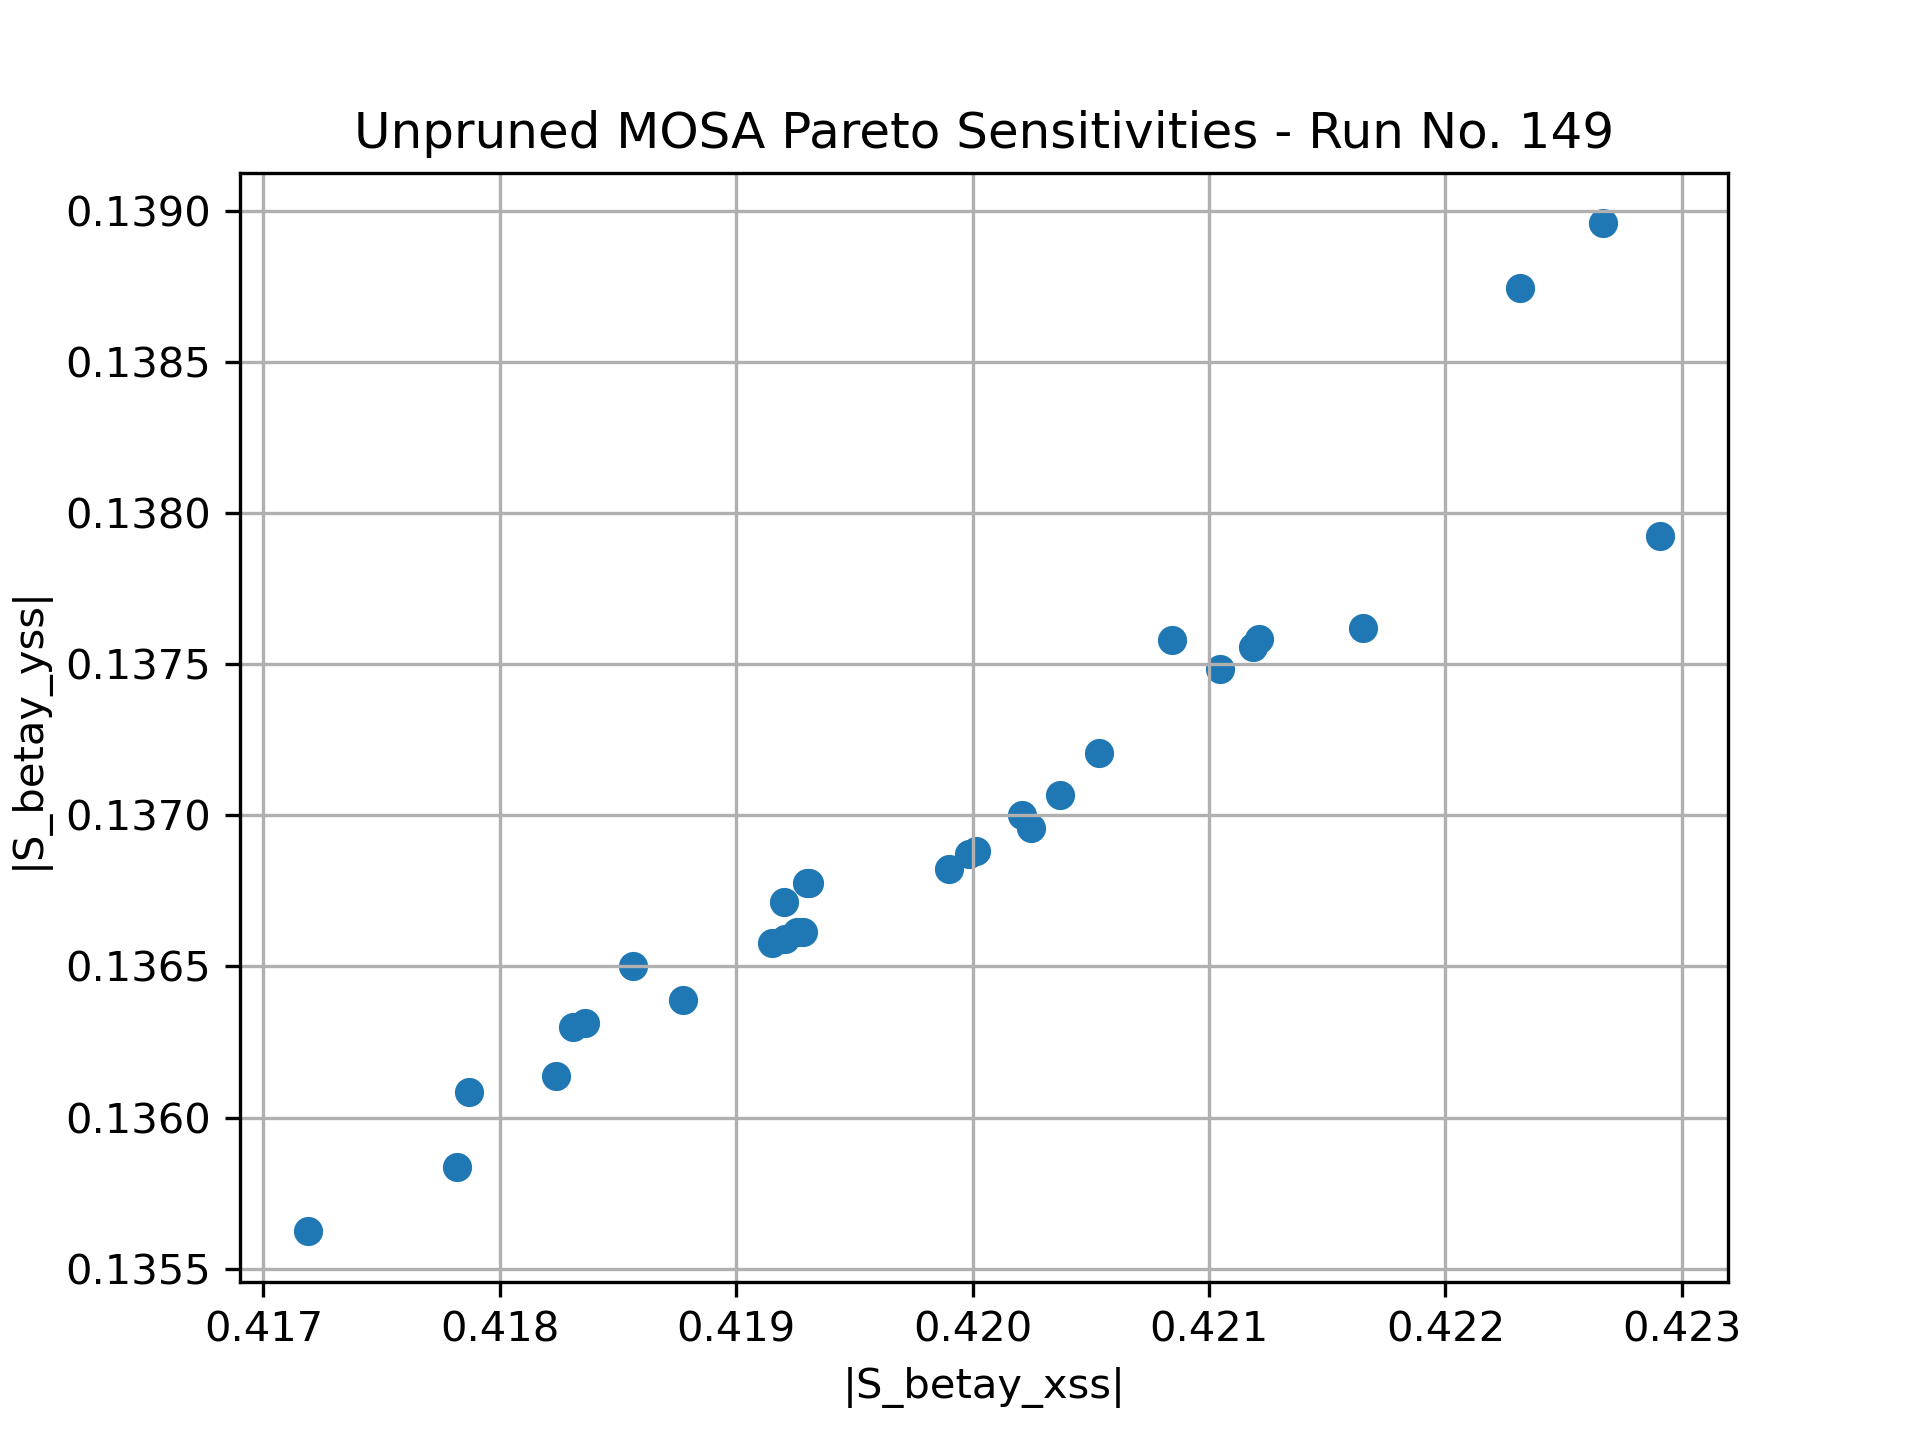 Unpruned MOSA Pareto Sensitivities - Run No. 149
0.1390
0.1385
0.1380
0.1375
0.1370
0.1365
0.1360
0.1355
|S_betay_yss|
0.417 0.418 0.419 0.420 0.421 0.422 0.423
|S_betay_xss|